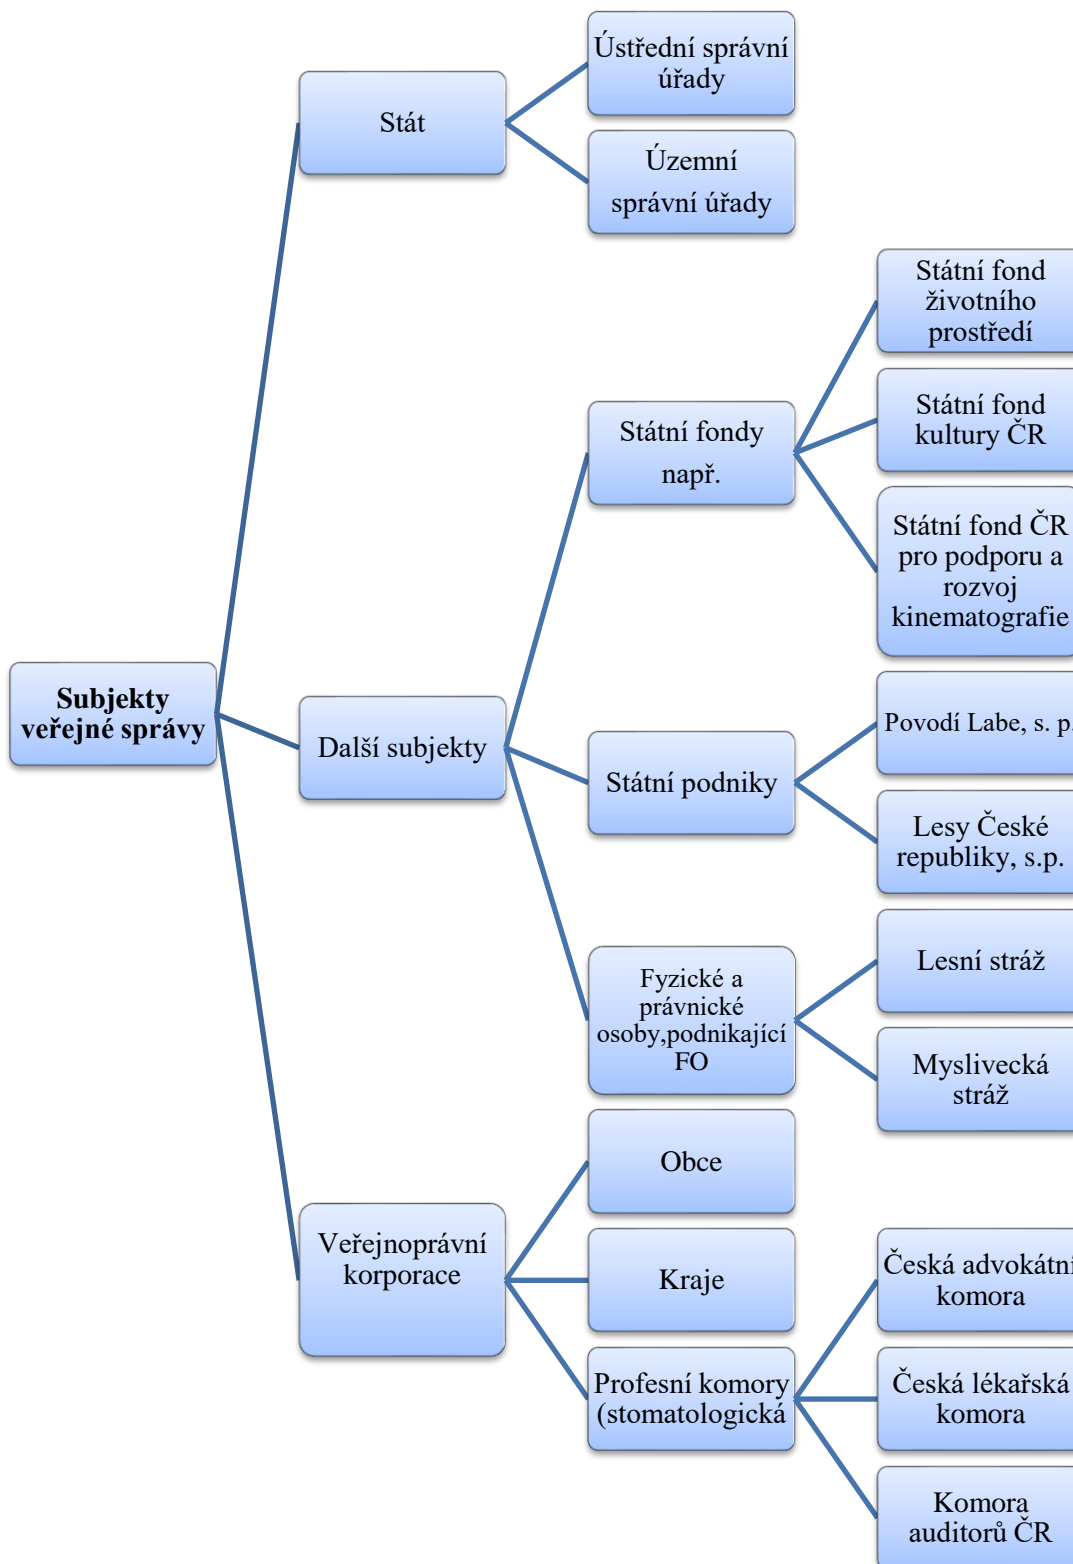 Subjekty
veřejné správy
Stát
Ústřední správní
úřady
Územní
správní úřady
Další subjekty
Státní fondy
např.
Státní fond
životního
prostředí
Státní fond
kultury ČR
Státní fond ČR
pro podporu a
rozvoj
kinematografie
Státní podniky
Povodí Labe, s. p.
Lesy České
republiky, s.p.
Fyzické a
právnické
osoby,podnikající
FO
Lesní stráž
Myslivecká
stráž
Veřejnoprávní
korporace
Obce
Kraje
Profesní komory
(stomatologická
Česká advokátní
komora
Česká lékařská
komora
Komora
auditorů ČR